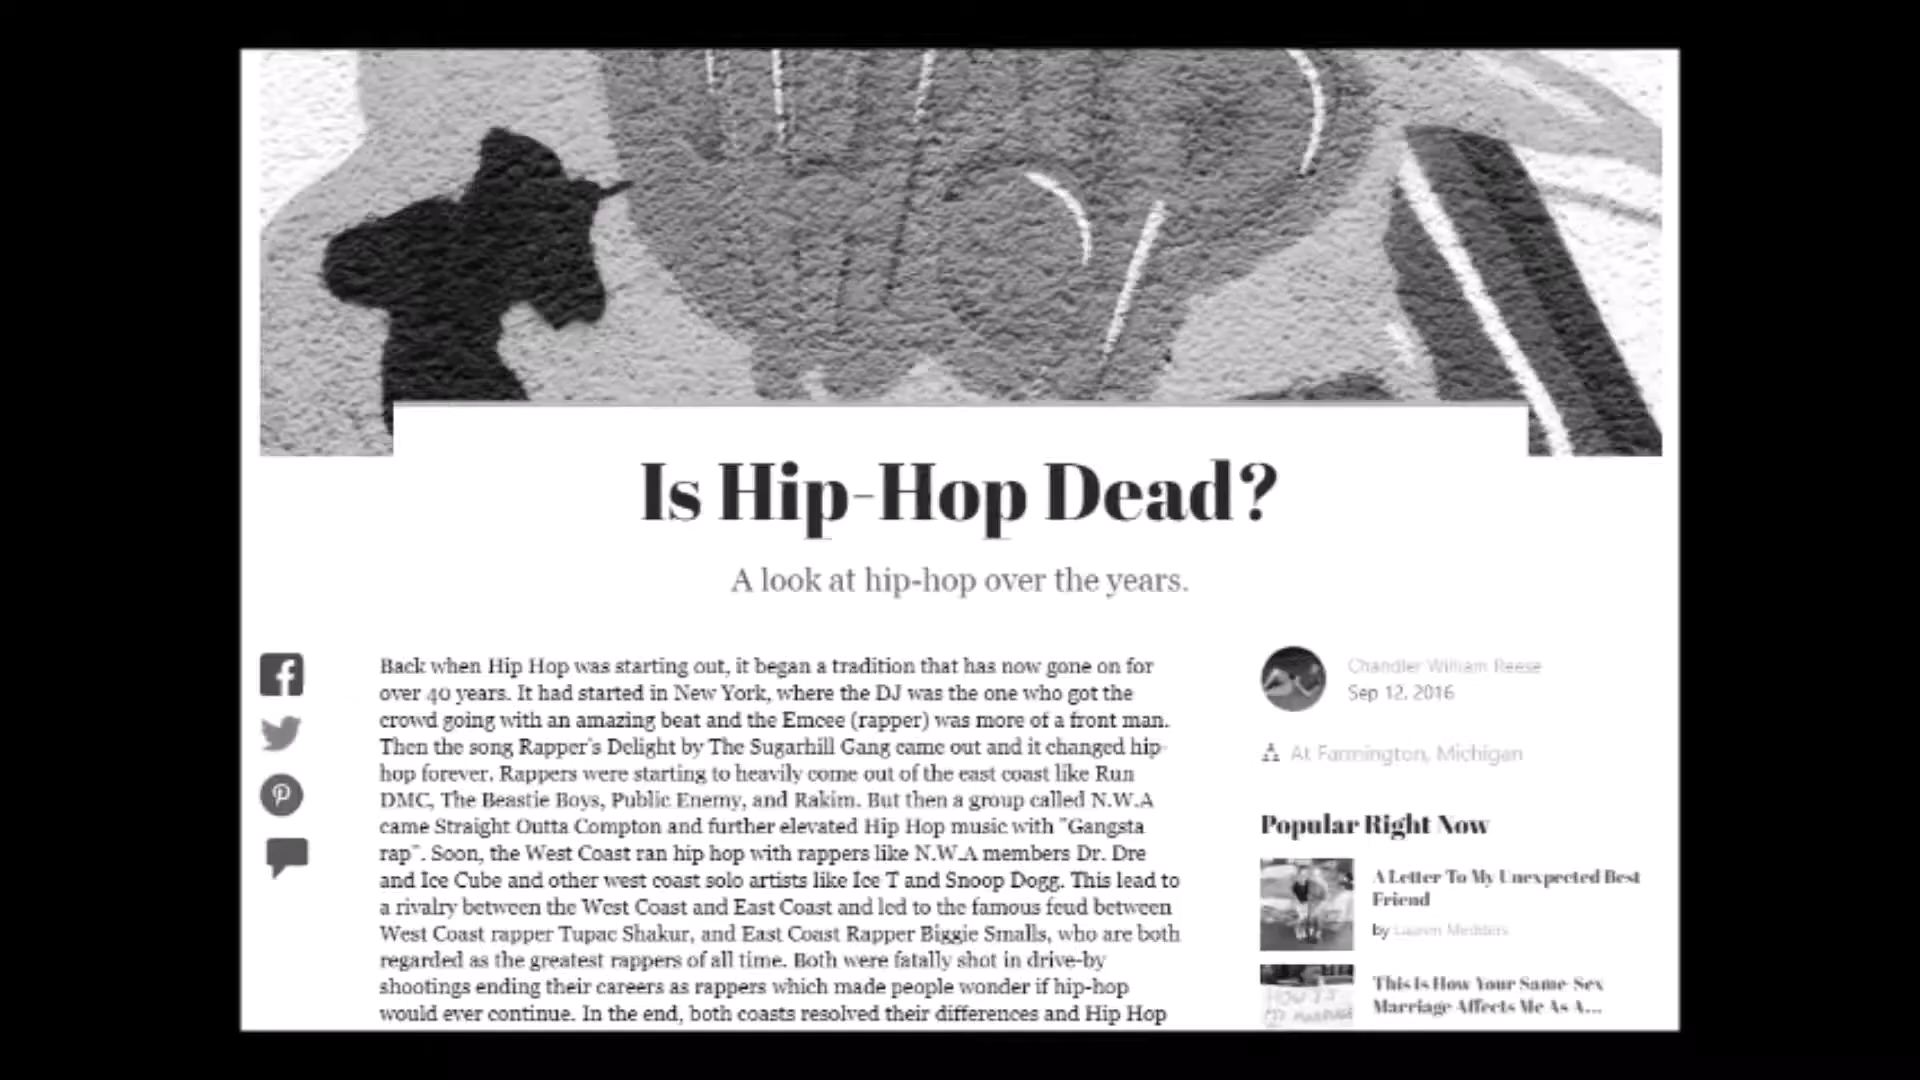 Is Hip-Hop Dead?
A look at hip-hop over the years.
Back when Hip Hop was starting out, it began a tradition that has now gone on for
over 40 years. It had started in New York, where the DJ was the one who got the
crowd going with an amazing beat and the Emcee (rapper) was more of a front man.
Then the song Rapper's Delight by The Sugarhill Gang came out and it changed hip-
hop forever. Rappers were starting to heavily come out of the east coast like Run
DMC, The Beastie Boys, Public Enemy, and Rakim. But then a group called N.W.A
came Straight Outta Compton and further elevated Hip Hop music with "Gangsta
rap". Soon, the West Coast ran hip hop with rappers like N.W.A members Dr. Dre
and Ice Cube and other west coast solo artists like Ice T and Snoop Dogg. This lead to
a rivalry between the West Coast and East Coast and led to the famous feud between
West Coast rapper Tupac Shakur, and East Coast Rapper Biggie Smalls, who are both
regarded as the greatest rappers of all time. Both were fatally shot in drive-by
shootings ending their careers as rappers which made people wonder if hip-hop
would ever continue. In the end, both coasts resolved their differences and Hip Hop
Chandler William Reese
Sep 12, 2016
At Farmington, Michigan
Popular Right Now
A Letter To My Unexpected Best
Friend
by Lauren Medders
This Is How Your Same-Sex
Marriage Affects Me As A...